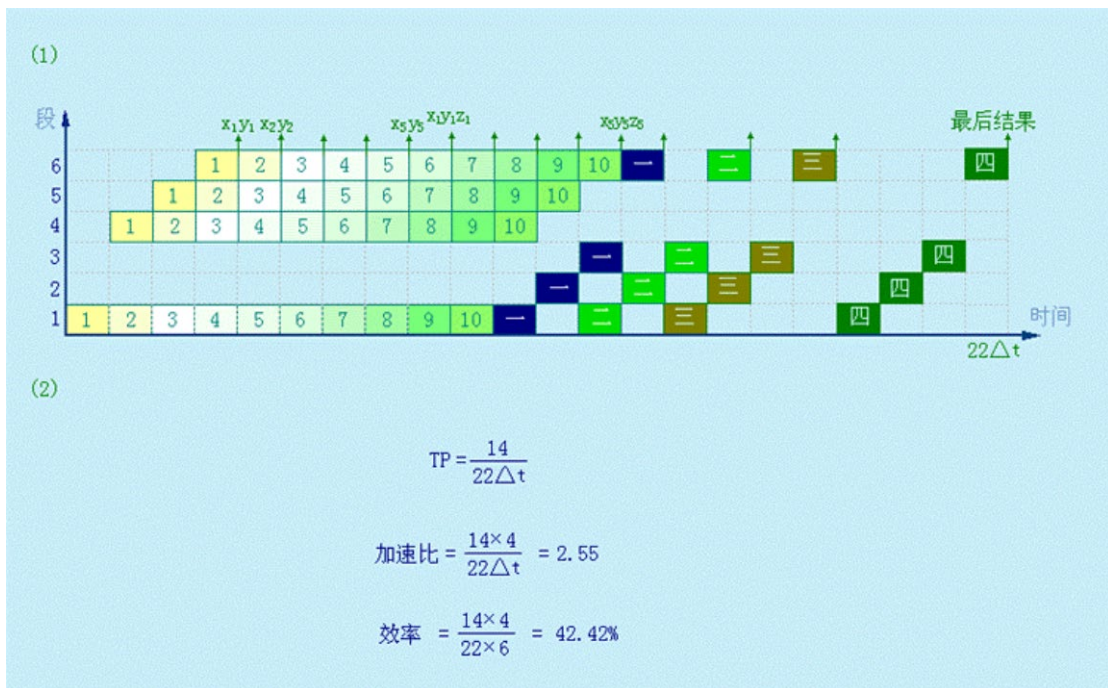 (1)
段
x₁y₁ x₂y₂ x₅y₅ x₁y₁z₁ x₅y₅z₅ 最后结果
6 1 2 3 4 5 6 7 8 9 10 一 二 三 四
5 1 2 3 4 5 6 7 8 9 10
4 1 2 3 4 5 6 7 8 9 10
3 一 二 三 四
2 一 二 三 四
1 1 2 3 4 5 6 7 8 9 10 一 二 三 四 时间
22△t
(2)
TP = 14 / 22△t
加速比 = 14×4 / 22△t = 2.55
效率 = 14×4 / 22×6 = 42.42%